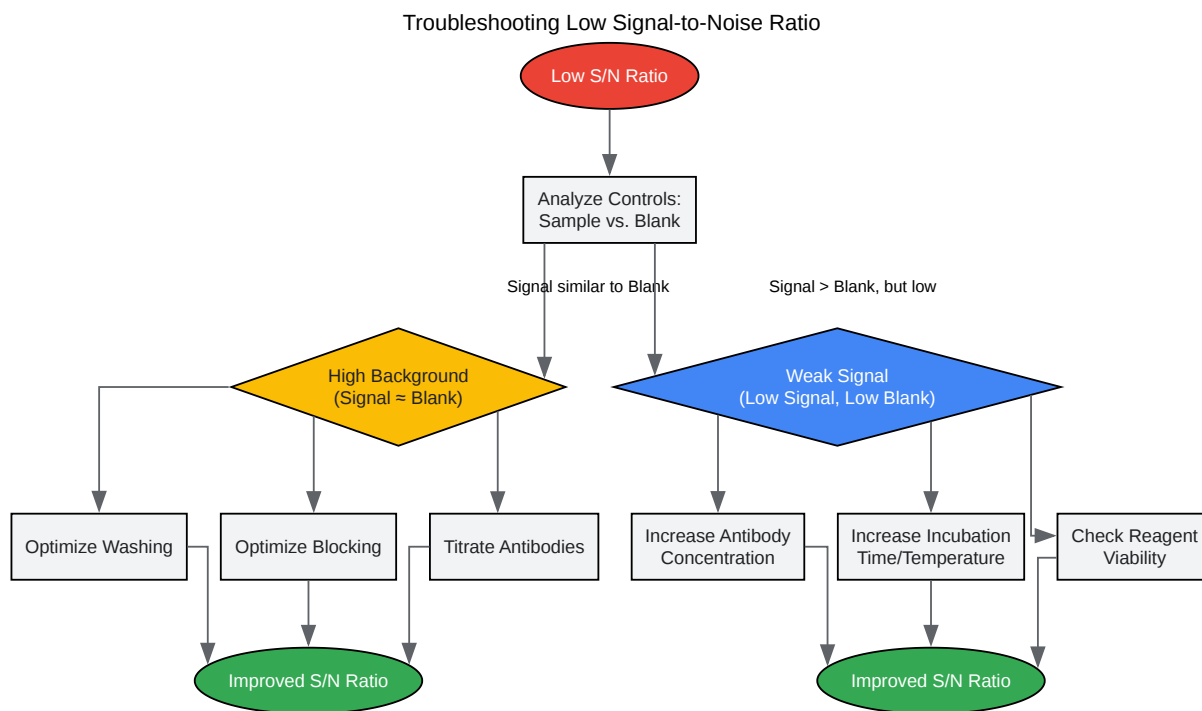 Troubleshooting Low Signal-to-Noise Ratio
Low S/N Ratio
Analyze Controls:
Sample vs. Blank
Signal similar to Blank
Signal > Blank, but low
High Background
(Signal ≈ Blank)
Weak Signal
(Low Signal, Low Blank)
Optimize Washing
Optimize Blocking
Titrate Antibodies
Increase Antibody
Concentration
Increase Incubation
Time/Temperature
Check Reagent
Viability
Improved S/N Ratio
Improved S/N Ratio